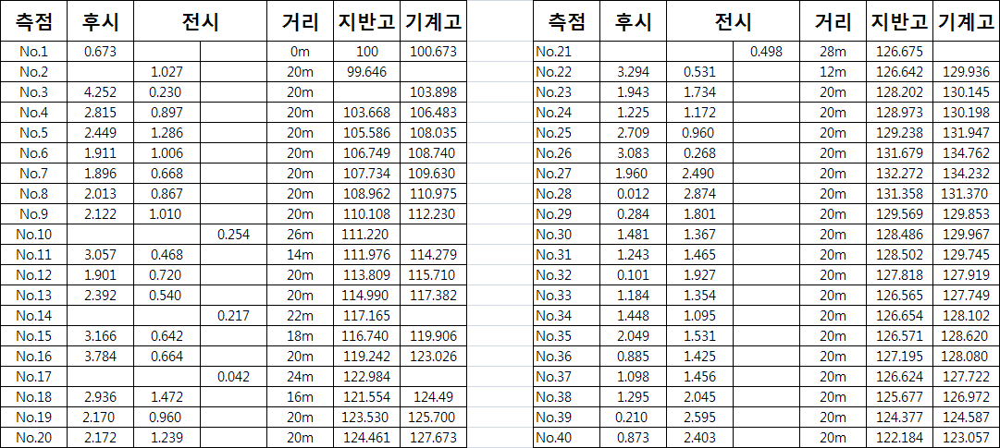 측점 후시 전시 거리 지반고 기계고
No.1 0.673 0m 100 100.673
No.2 1.027 20m 99.646
No.3 4.252 0.230 20m 103.898
No.4 2.815 0.897 20m 103.668 106.483
No.5 2.449 1.286 20m 105.586 108.035
No.6 1.911 1.006 20m 106.749 108.740
No.7 1.896 0.668 20m 107.734 109.630
No.8 2.013 0.867 20m 108.962 110.975
No.9 2.122 1.010 20m 110.108 112.230
No.10 0.254 26m 111.220
No.11 3.057 0.468 14m 111.976 114.279
No.12 1.901 0.720 20m 113.809 115.710
No.13 2.392 0.540 20m 114.990 117.382
No.14 0.217 22m 117.165
No.15 3.166 0.642 18m 116.740 119.906
No.16 3.784 0.664 20m 119.242 123.026
No.17 0.042 24m 122.984
No.18 2.936 1.472 16m 121.554 124.49
No.19 2.170 0.960 20m 123.530 125.700
No.20 2.172 1.239 20m 124.461 127.673
측점 후시 전시 거리 지반고 기계고
No.21 0.498 28m 126.675
No.22 3.294 0.531 12m 126.642 129.936
No.23 1.943 1.734 20m 128.202 130.145
No.24 1.225 1.172 20m 128.973 130.198
No.25 2.709 0.960 20m 129.238 131.947
No.26 3.083 0.268 20m 131.679 134.762
No.27 1.960 2.490 20m 132.272 134.232
No.28 0.012 2.874 20m 131.358 131.370
No.29 0.284 1.801 20m 129.569 129.853
No.30 1.481 1.367 20m 128.486 129.967
No.31 1.243 1.465 20m 128.502 129.745
No.32 0.101 1.927 20m 127.818 127.919
No.33 1.184 1.354 20m 126.565 127.749
No.34 1.448 1.095 20m 126.654 128.102
No.35 2.049 1.531 20m 126.571 128.620
No.36 0.885 1.425 20m 127.195 128.080
No.37 1.098 1.456 20m 126.624 127.722
No.38 1.295 2.045 20m 125.677 126.972
No.39 0.210 2.595 20m 124.377 124.587
No.40 0.873 2.403 20m 122.184 123.057